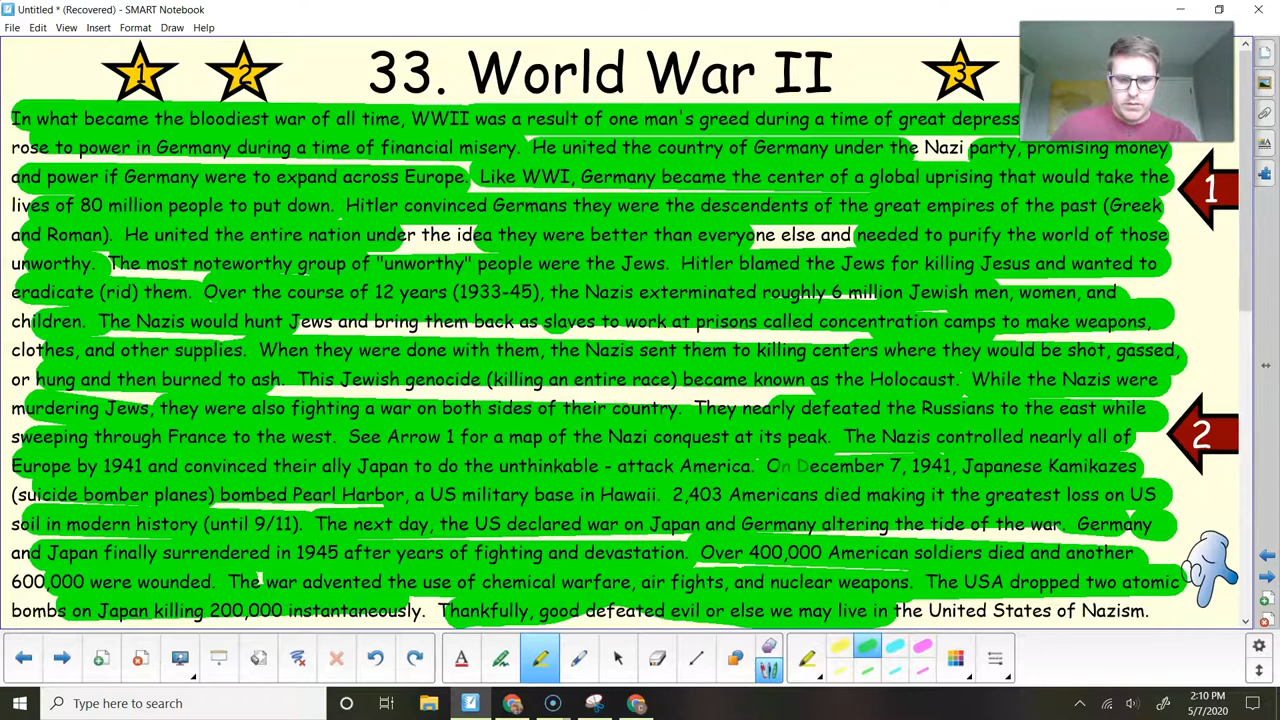 Untitled * (Recovered) - SMART Notebook
File Edit View Insert Format Draw Help
1 2 33. World War II 3
In what became the bloodiest war of all time, WWII was a result of one man's greed during a time of great depress
rose to power in Germany during a time of financial misery. He united the country of Germany under the Nazi party, promising money
and power if Germany were to expand across Europe. Like WWI, Germany became the center of a global uprising that would take the
1
lives of 80 million people to put down. Hitler convinced Germans they were the descendents of the great empires of the past (Greek
and Roman). He united the entire nation under the idea they were better than everyone else and needed to purify the world of those
unworthy. The most noteworthy group of "unworthy" people were the Jews. Hitler blamed the Jews for killing Jesus and wanted to
eradicate (rid) them. Over the course of 12 years (1933-45), the Nazis exterminated roughly 6 million Jewish men, women, and
children. The Nazis would hunt Jews and bring them back as slaves to work at prisons called concentration camps to make weapons,
clothes, and other supplies. When they were done with them, the Nazis sent them to killing centers where they would be shot, gassed,
or hung and then burned to ash. This Jewish genocide (killing an entire race) became known as the Holocaust. While the Nazis were
murdering Jews, they were also fighting a war on both sides of their country. They nearly defeated the Russians to the east while
sweeping through France to the west. See Arrow 1 for a map of the Nazi conquest at its peak. The Nazis controlled nearly all of
2
Europe by 1941 and convinced their ally Japan to do the unthinkable - attack America. On December 7, 1941, Japanese Kamikazes
(suicide bomber planes) bombed Pearl Harbor, a US military base in Hawaii. 2,403 Americans died making it the greatest loss on US
soil in modern history (until 9/11). The next day, the US declared war on Japan and Germany altering the tide of the war. Germany
and Japan finally surrendered in 1945 after years of fighting and devastation. Over 400,000 American soldiers died and another
600,000 were wounded. The war advented the use of chemical warfare, air fights, and nuclear weapons. The USA dropped two atomic
bombs on Japan killing 200,000 instantaneously. Thankfully, good defeated evil or else we may live in the United States of Nazism.
Type here to search
2:10 PM
5/7/2020